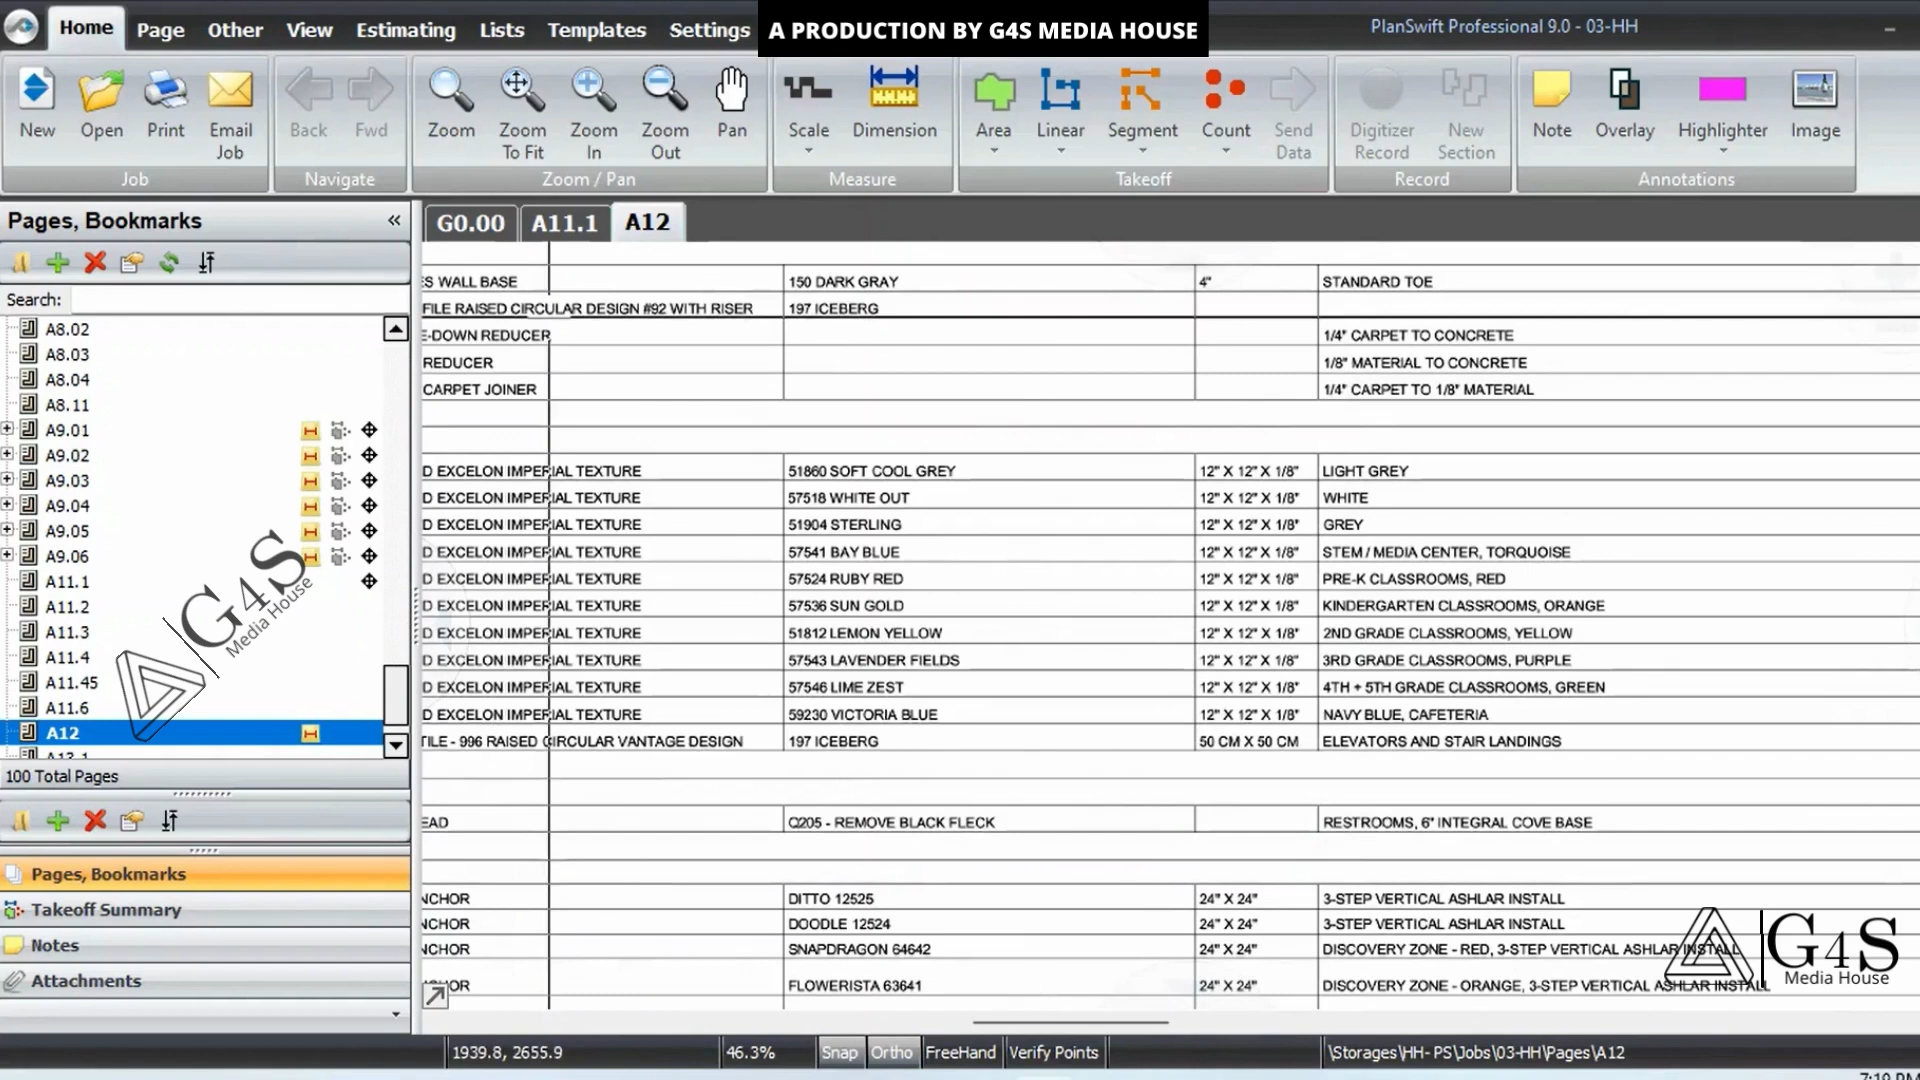 Home Page Other View Estimating Lists Templates Settings
A PRODUCTION BY G4S MEDIA HOUSE
PlanSwift Professional 9.0 - 03-HH
New Open Print Email Job
Back Fwd
Zoom Zoom To Fit Zoom In Zoom Out Pan
Scale Dimension
Area Linear Segment Count Send Data
Digitizer Record New Section
Note Overlay Highlighter Image
Job Navigate Zoom / Pan Measure Takeoff Record Annotations
Pages, Bookmarks
Search:
A8.02
A8.03
A8.04
A8.11
A9.01
A9.02
A9.03
A9.04
A9.05
A9.06
A11.1
A11.2
A11.3
A11.4
A11.45
A11.6
A12
100 Total Pages
Pages, Bookmarks
Takeoff Summary
Notes
Attachments
G4S
Media House
G0.00 A11.1 A12
ES WALL BASE 150 DARK GRAY 4" STANDARD TOE
FILE RAISED CIRCULAR DESIGN #92 WITH RISER 197 ICEBERG
E-DOWN REDUCER 1/4" CARPET TO CONCRETE
REDUCER 1/8" MATERIAL TO CONCRETE
CARPET JOINER 1/4" CARPET TO 1/8" MATERIAL
D EXCELON IMPERIAL TEXTURE 51860 SOFT COOL GREY 12" X 12" X 1/8" LIGHT GREY
D EXCELON IMPERIAL TEXTURE 57518 WHITE OUT 12" X 12" X 1/8" WHITE
D EXCELON IMPERIAL TEXTURE 51904 STERLING 12" X 12" X 1/8" GREY
D EXCELON IMPERIAL TEXTURE 57541 BAY BLUE 12" X 12" X 1/8" STEM / MEDIA CENTER, TORQUOISE
D EXCELON IMPERIAL TEXTURE 57524 RUBY RED 12" X 12" X 1/8" PRE-K CLASSROOMS, RED
D EXCELON IMPERIAL TEXTURE 57536 SUN GOLD 12" X 12" X 1/8" KINDERGARTEN CLASSROOMS, ORANGE
D EXCELON IMPERIAL TEXTURE 51812 LEMON YELLOW 12" X 12" X 1/8" 2ND GRADE CLASSROOMS, YELLOW
D EXCELON IMPERIAL TEXTURE 57543 LAVENDER FIELDS 12" X 12" X 1/8" 3RD GRADE CLASSROOMS, PURPLE
D EXCELON IMPERIAL TEXTURE 57546 LIME ZEST 12" X 12" X 1/8" 4TH + 5TH GRADE CLASSROOMS, GREEN
D EXCELON IMPERIAL TEXTURE 59230 VICTORIA BLUE 12" X 12" X 1/8" NAVY BLUE, CAFETERIA
TILE - 996 RAISED CIRCULAR VANTAGE DESIGN 197 ICEBERG 50 CM X 50 CM ELEVATORS AND STAIR LANDINGS
EAD Q205 - REMOVE BLACK FLECK RESTROOMS, 6" INTEGRAL COVE BASE
NCHOR DITTO 12525 24" X 24" 3-STEP VERTICAL ASHLAR INSTALL
NCHOR DOODLE 12524 24" X 24" 3-STEP VERTICAL ASHLAR INSTALL
NCHOR SNAPDRAGON 64642 24" X 24" DISCOVERY ZONE - RED, 3-STEP VERTICAL ASHLAR INSTALL
CHOR FLOWERISTA 63641 24" X 24" DISCOVERY ZONE - ORANGE, 3-STEP VERTICAL ASHLAR INSTALL
G4S
Media House
1939.8, 2655.9 46.3% Snap Ortho FreeHand Verify Points \Storages\HH- PS\Jobs\03-HH\Pages\A12